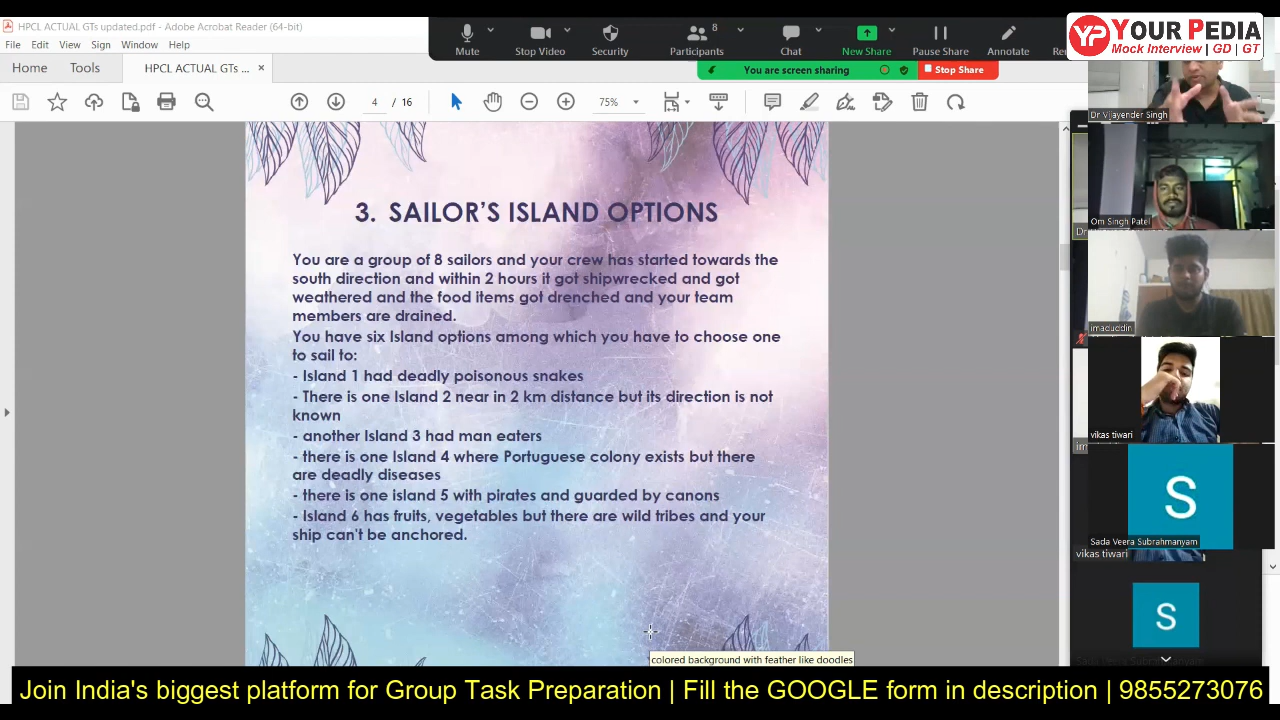 HPCL ACTUAL GTs updated.pdf - Adobe Acrobat Reader (64-bit)
File Edit View Sign Window Help
Home Tools HPCL ACTUAL GTs ... ×
Mute Stop Video Security Participants 8 Chat New Share Pause Share Annotate
You are screen sharing Stop Share
YP YOUR PEDIA
Mock Interview | GD | GT
4 / 16 75%
Dr Vijayender Singh
3. SAILOR'S ISLAND OPTIONS
You are a group of 8 sailors and your crew has started towards the
south direction and within 2 hours it got shipwrecked and got
weathered and the food items got drenched and your team
members are drained.
You have six Island options among which you have to choose one
to sail to:
- Island 1 had deadly poisonous snakes
- There is one Island 2 near in 2 km distance but its direction is not
known
- another Island 3 had man eaters
- there is one Island 4 where Portuguese colony exists but there
are deadly diseases
- there is one island 5 with pirates and guarded by canons
- Island 6 has fruits, vegetables but there are wild tribes and your
ship can't be anchored.
Om Singh Patel
imaduddin
vikas tiwari
S
Sada Veera Subrahmanyam
vikas tiwari
S
colored background with feather like doodles
Join India's biggest platform for Group Task Preparation | Fill the GOOGLE form in description | 9855273076